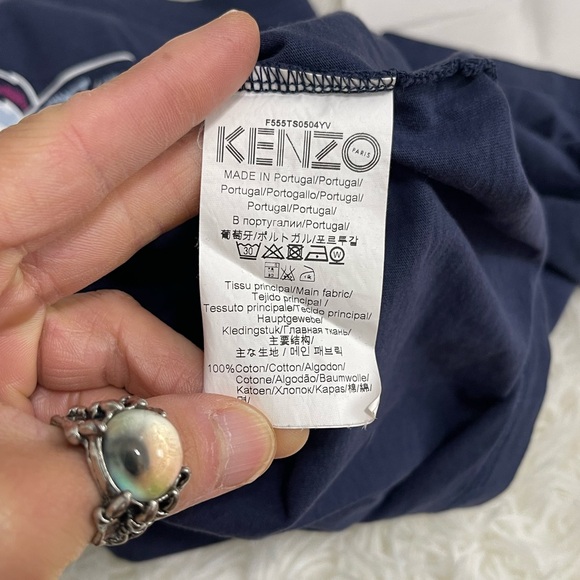 F555TS0504YV
KENZO PARIS
MADE IN Portugal/Portugal/
Portugal/Portogallo/Portugal/
Portugal/Portugal/
В португалии/Portugal/
葡萄牙/ポルトガル/포르투갈
30 W
Tissu principal/Main fabric/
Tejido principal/
Tessuto principale/Tecido principal/
Hauptgewebe/
Kledingstuk/Главная ткань/
主要结构/
主な生地/메인 패브릭
100%Coton/Cotton/Algodon/
Cotone/Algodão/Baumwolle/
Katoen/Хлопок/Kapas/棉/綿/